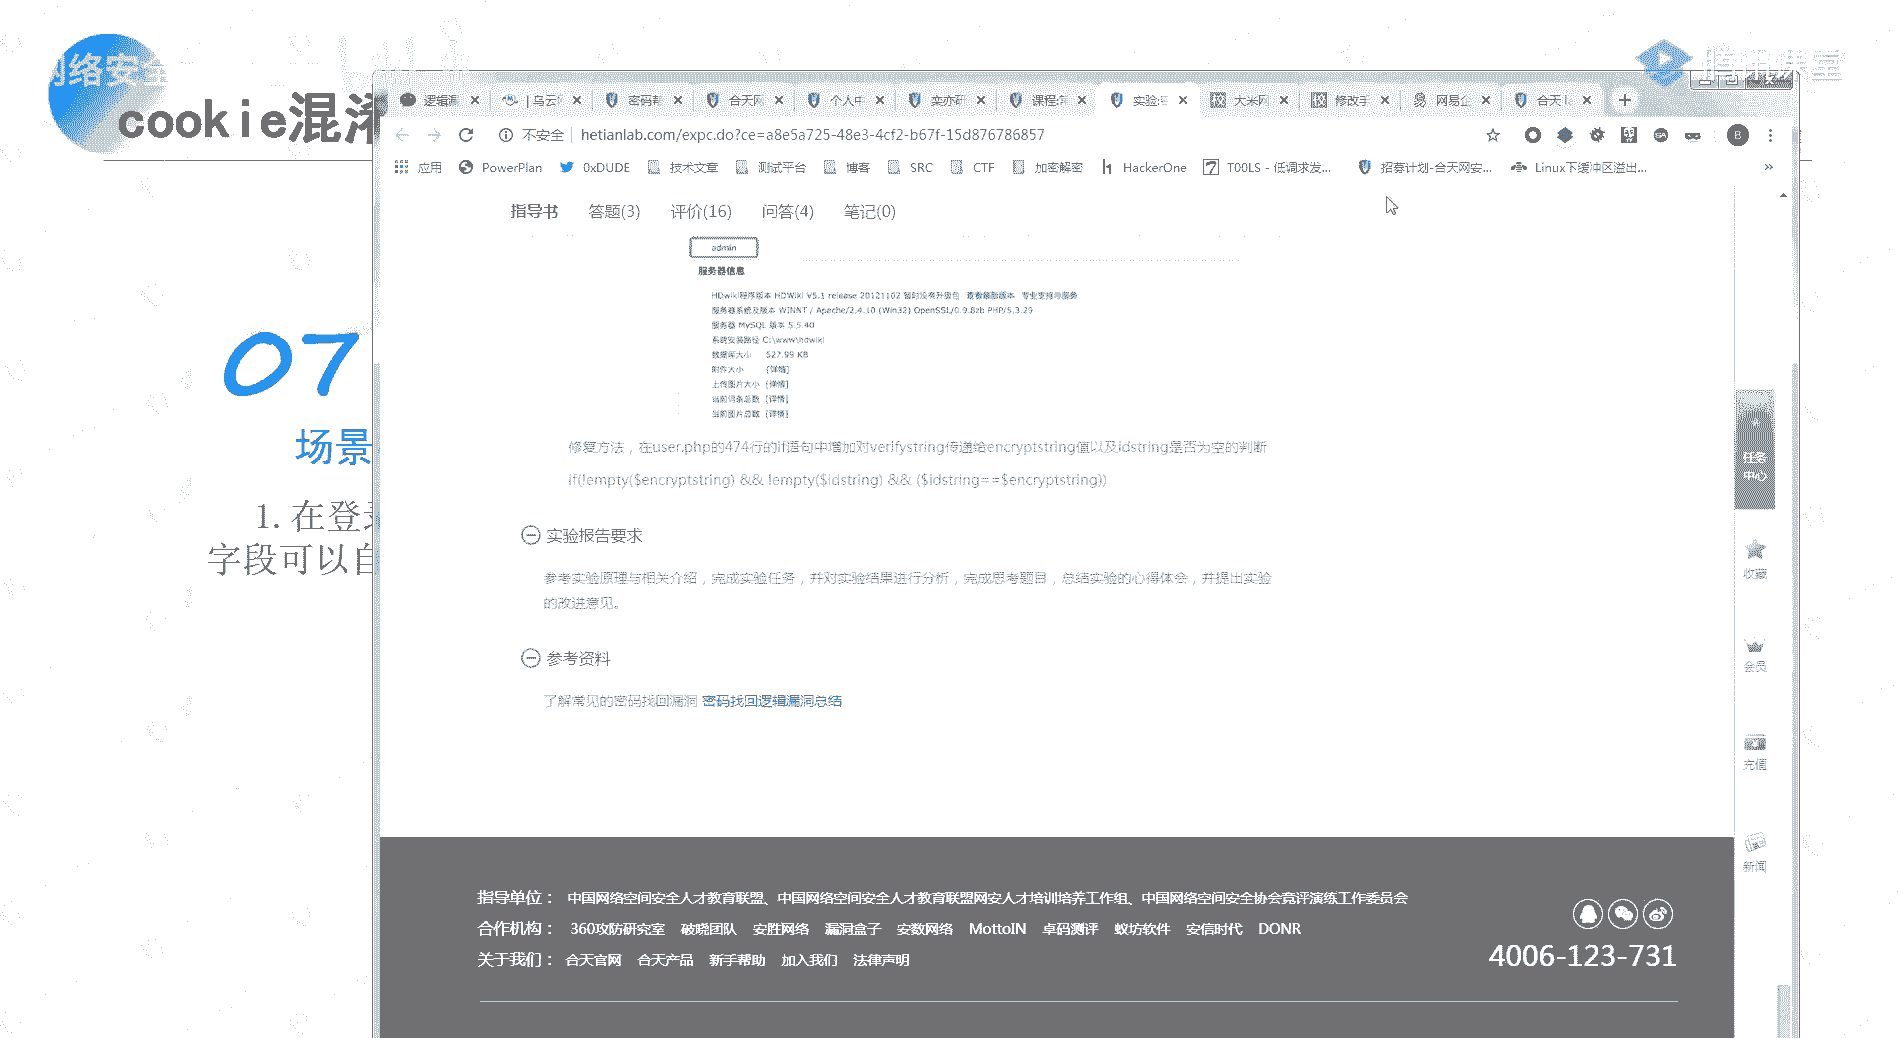 网络安全
腾讯课堂
cookie混淆
逻辑漏
|乌云
密码
合天网
个人中
奕亦研
课程:
实验:
大米网
修改手
网易企
合天
不安全 hetianlab.com/expc.do?ce=a8e5a725-48e3-4cf2-b67f-15d876786857
B
应用 PowerPlan 0xDUDE 技术文章 测试平台 博客 SRC CTF 加密解密 HackerOne T00LS - 低调求发... 招募计划-合天网安... Linux下缓冲区溢出... »
指导书 答题(3) 评价(16) 问答(4) 笔记(0)
admin
服务器信息
HDwiki程序版本 HDWiki V5.1 release 20121102 暂时没有升级包 查看最新版本 专业支持与服务
服务器系统及版本 WINNT / Apache/2.4.10 (Win32) OpenSSL/0.9.8zb PHP/5.3.29
服务器 MySQL 版本 5.5.40
系统安装路径 C:\www\hdwiki
数据库大小 527.99 KB
附件大小 [详情]
上传图片大小 [详情]
当前词条总数 [详情]
当前图片总数 [详情]
07
场景
1. 在登录
字段可以自
修复方法，在user.php的474行的if语句中增加对verifystring传递给encryptstring值以及idstring是否为空的判断
if(!empty($encryptstring) && !empty($idstring) && ($idstring==$encryptstring))
实验报告要求
参考实验原理与相关介绍，完成实验任务，并对实验结果进行分析，完成思考题目，总结实验的心得体会，并提出实验
的改进意见。
参考资料
了解常见的密码找回漏洞 密码找回逻辑漏洞总结
任务
中心
收藏
会员
充值
新闻
指导单位： 中国网络空间安全人才教育联盟、中国网络空间安全人才教育联盟网安人才培训培养工作组、中国网络空间安全协会竞评演练工作委员会
合作机构： 360攻防研究室 破晓团队 安胜网络 漏洞盒子 安数网络 MottoIN 卓码测评 蚁坊软件 安信时代 DONR
关于我们： 合天官网 合天产品 新手帮助 加入我们 法律声明
4006-123-731